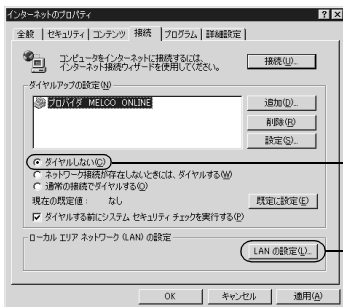 インターネットのプロパティ
全般 セキュリティ コンテンツ 接続 プログラム 詳細設定
コンピュータをインターネットに接続するには、
インターネット接続ウィザードを使用してください。
接続(U)...
ダイヤルアップの設定(N)
プロバイダ MELCO ONLINE
追加(D)...
削除(R)
設定(S)...
ダイヤルしない(C)
ネットワーク接続が存在しないときには、ダイヤルする(W)
通常の接続でダイヤルする(O)
現在の既定値: なし
既定に設定(E)
ダイヤルする前にシステム セキュリティ チェックを実行する(P)
ローカル エリア ネットワーク (LAN) の設定
LAN の設定(L)...
OK キャンセル 適用(A)